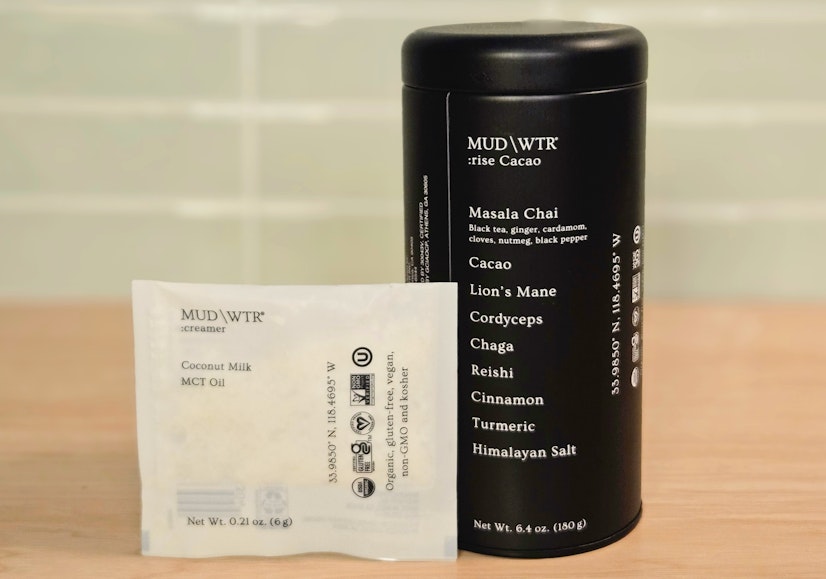 MUD\WTR®
:rise Cacao
Masala Chai
Black tea, ginger, cardamom,
cloves, nutmeg, black pepper
Cacao
Lion's Mane
Cordyceps
Chaga
Reishi
Cinnamon
Turmeric
Himalayan Salt
Net Wt. 6.4 oz. (180 g)
33.9850° N, 118.4695° W
ATHENS, GA 30605
MUD\WTR®
:creamer
Coconut Milk
MCT Oil
33.9850° N, 118.4695° W
Organic, gluten-free, vegan,
non-GMO and kosher
Net Wt. 0.21 oz. (6 g)